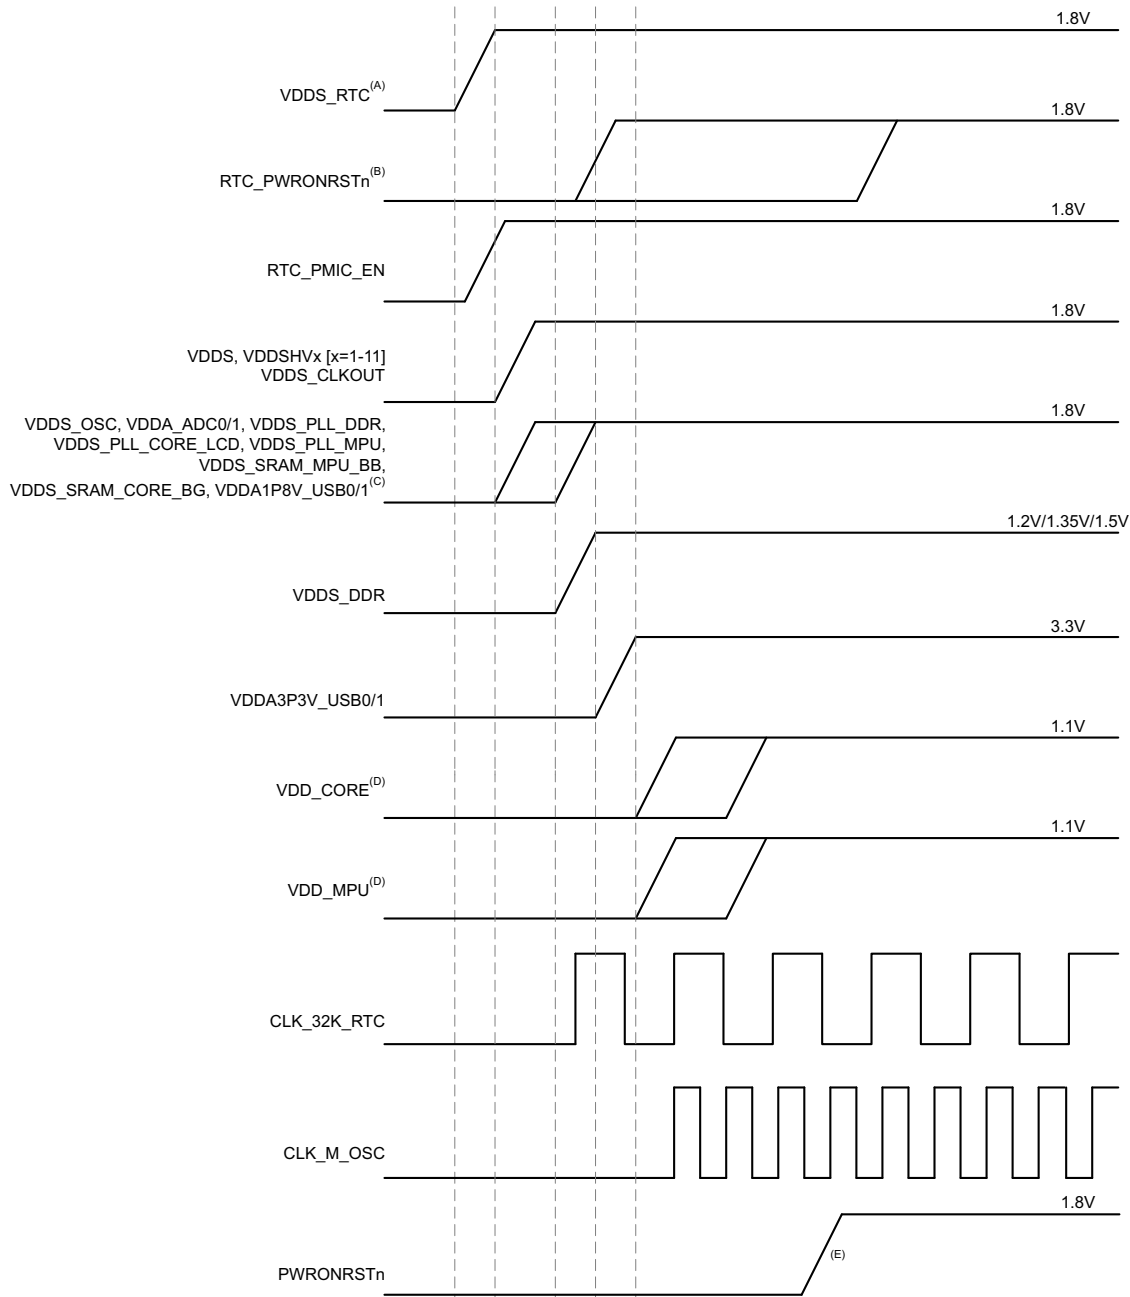 1.8V
VDDS_RTC(A)
1.8V
RTC_PWRONRSTn(B)
1.8V
RTC_PMIC_EN
1.8V
VDDS, VDDSHVx [x=1-11]
VDDS_CLKOUT
1.8V
VDDS_OSC, VDDA_ADC0/1, VDDS_PLL_DDR,
VDDS_PLL_CORE_LCD, VDDS_PLL_MPU,
VDDS_SRAM_MPU_BB,
VDDS_SRAM_CORE_BG, VDDA1P8V_USB0/1(C)
1.2V/1.35V/1.5V
VDDS_DDR
3.3V
VDDA3P3V_USB0/1
1.1V
VDD_CORE(D)
1.1V
VDD_MPU(D)
CLK_32K_RTC
CLK_M_OSC
1.8V
(E)
PWRONRSTn